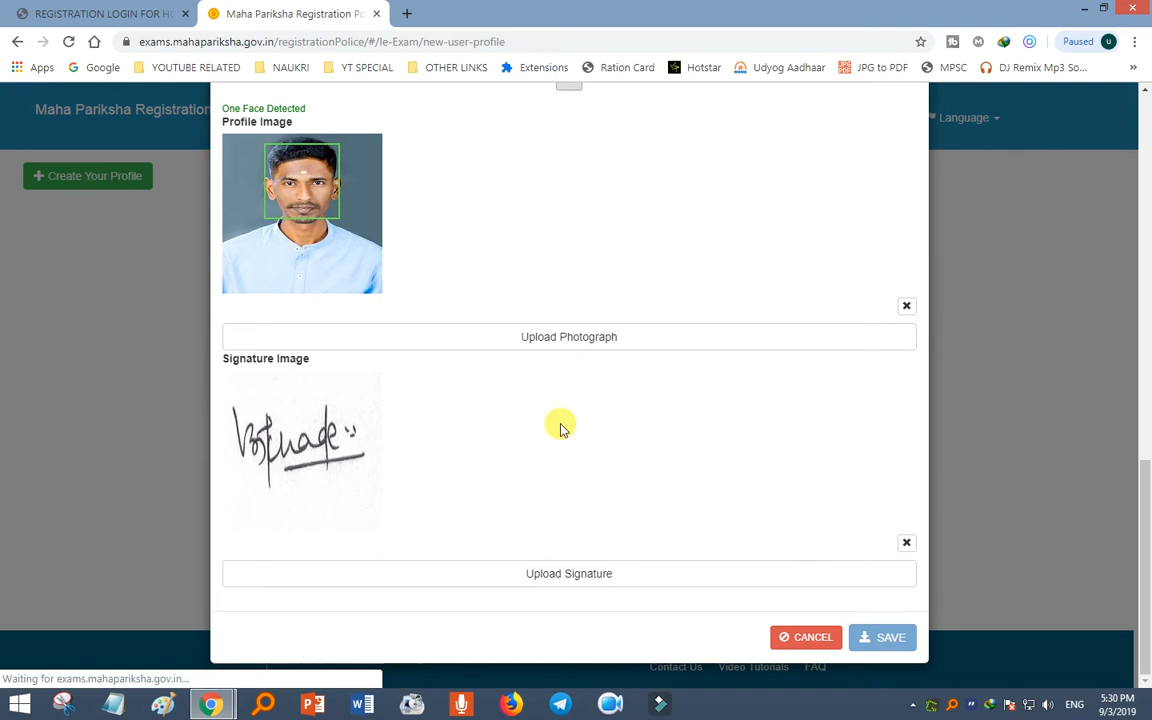 REGISTRATION LOGIN FOR HO
Maha Pariksha Registration Po
exams.mahapariksha.gov.in/registrationPolice/#/le-Exam/new-user-profile
Paused
u
Apps
Google
YOUTUBE RELATED
NAUKRI
YT SPECIAL
OTHER LINKS
Extensions
Ration Card
Hotstar
Udyog Aadhaar
JPG to PDF
MPSC
DJ Remix Mp3 So...
Maha Pariksha Registration
Language
Create Your Profile
One Face Detected
Profile Image
Upload Photograph
Signature Image
Upload Signature
CANCEL
SAVE
Contact Us
Video Tutorials
FAQ
Waiting for exams.mahapariksha.gov.in...
ENG
5:30 PM
9/3/2019